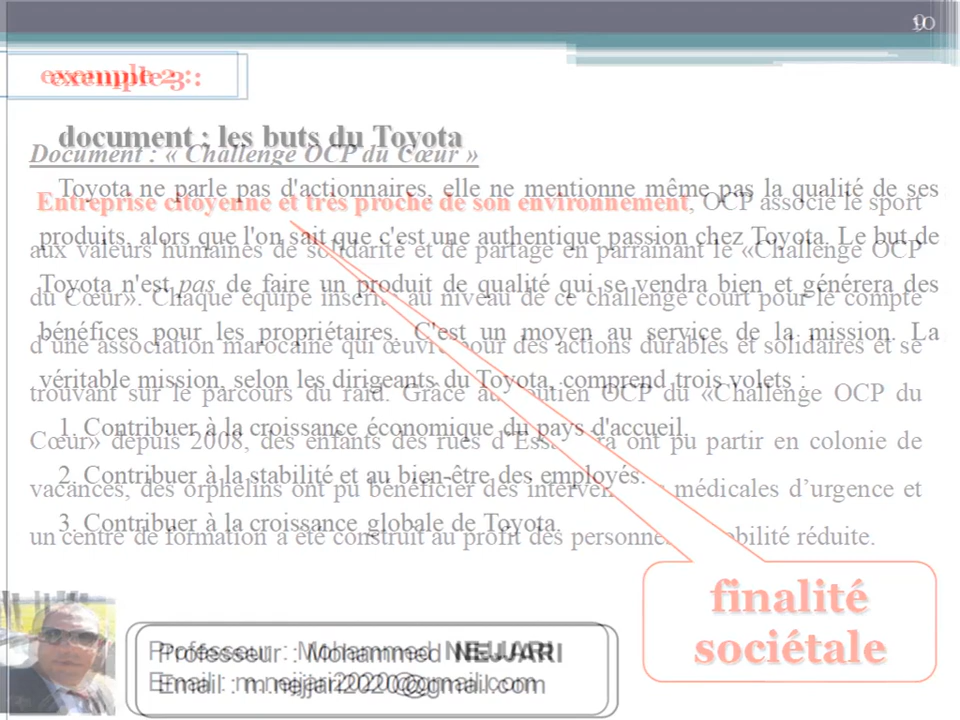 9
10
exemple 2 :
exemple 3 :
document : les buts du Toyota
Toyota ne parle pas d'actionnaires, elle ne mentionne même pas la qualité de ses
produits, alors que l'on sait que c'est une authentique passion chez Toyota. Le but de
Toyota n'est pas de faire un produit de qualité qui se vendra bien et générera des
bénéfices pour les propriétaires. C'est un moyen au service de la mission. La
véritable mission, selon les dirigeants du Toyota, comprend trois volets :
1. Contribuer à la croissance économique du pays d'accueil.
2. Contribuer à la stabilité et au bien-être des employés.
3. Contribuer à la croissance globale de Toyota.
Document : « Challenge OCP du Cœur »
Entreprise citoyenne et très proche de son environnement, OCP associe le sport
aux valeurs humaines de solidarité et de partage en parrainant le «Challenge OCP
du Cœur». Chaque équipe inscrite au niveau de ce challenge court pour le compte
d'une association marocaine qui œuvre pour des actions durables et solidaires et se
trouvant sur le parcours du raid. Grâce au soutien OCP du «Challenge OCP du
Cœur» depuis 2008, des enfants des rues d'Essaouira ont pu partir en colonie de
vacances, des orphelins ont pu bénéficier des interventions médicales d'urgence et
un centre de formation a été construit au profit des personnes à mobilité réduite.
finalité
sociétale
Professeur : Mohammed NEJJARI
Email : m.nejjari2020@gmail.com